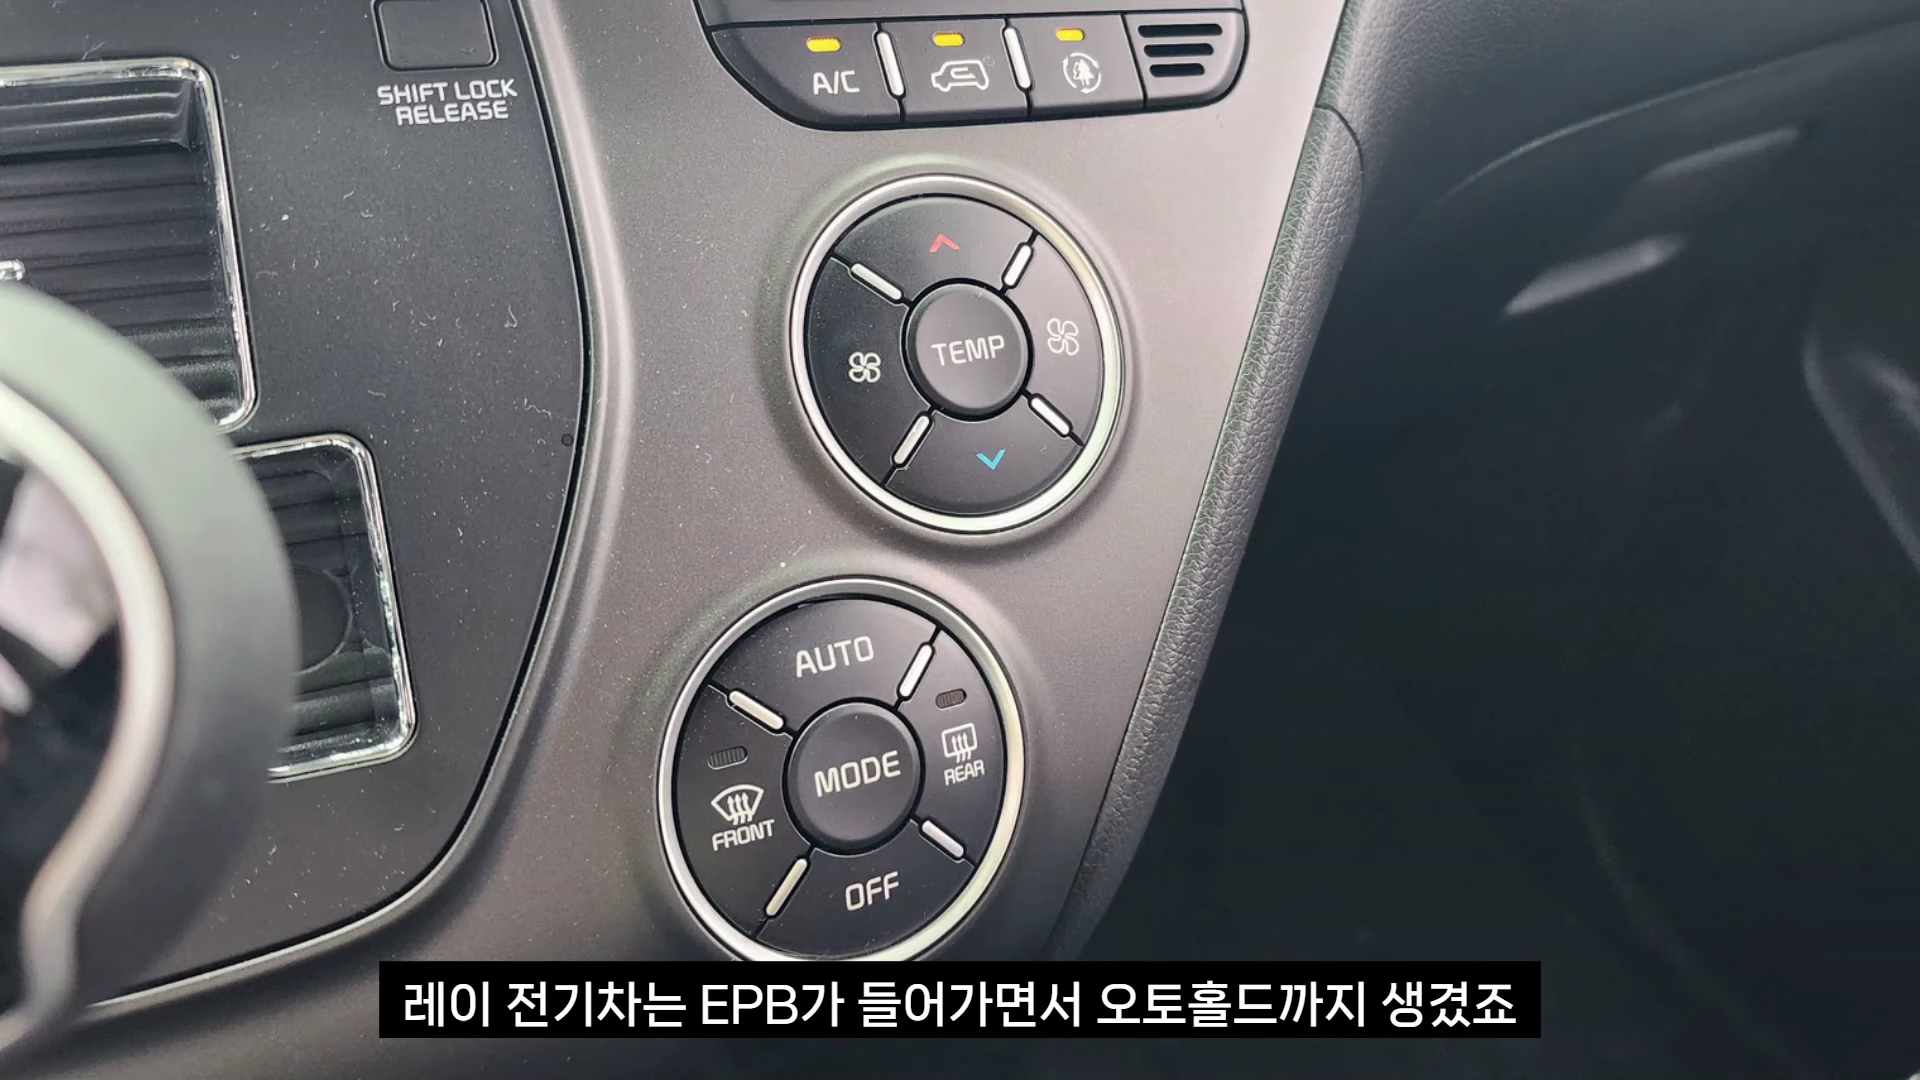 SHIFT LOCK
RELEASE
A/C
TEMP
AUTO
MODE
REAR
FRONT
OFF
레이 전기차는 EPB가 들어가면서 오토홀드까지 생겼죠